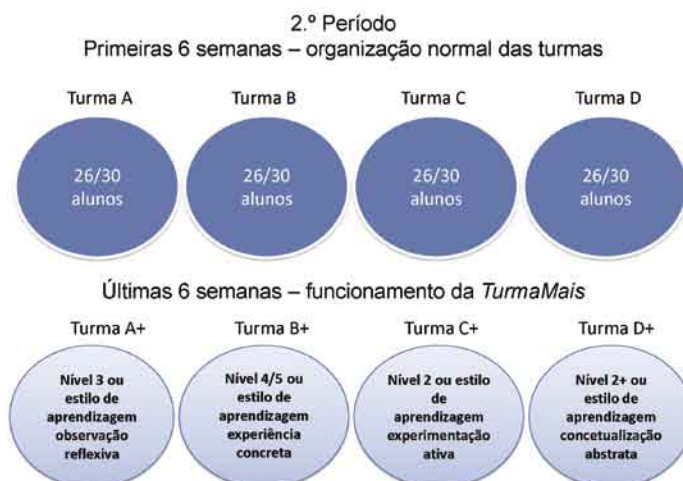 2.º Período
Primeiras 6 semanas – organização normal das turmas
Turma A
Turma B
Turma C
Turma D
26/30
alunos
26/30
alunos
26/30
alunos
26/30
alunos
Últimas 6 semanas – funcionamento da TurmaMais
Turma A+
Turma B+
Turma C+
Turma D+
Nível 3 ou
estilo de
aprendizagem
observação
reflexiva
Nível 4/5 ou
estilo de
aprendizagem
experiência
concreta
Nível 2 ou estilo
de
aprendizagem
experimentação
ativa
Nível 2+ ou
estilo de
aprendizagem
concetualização
abstrata